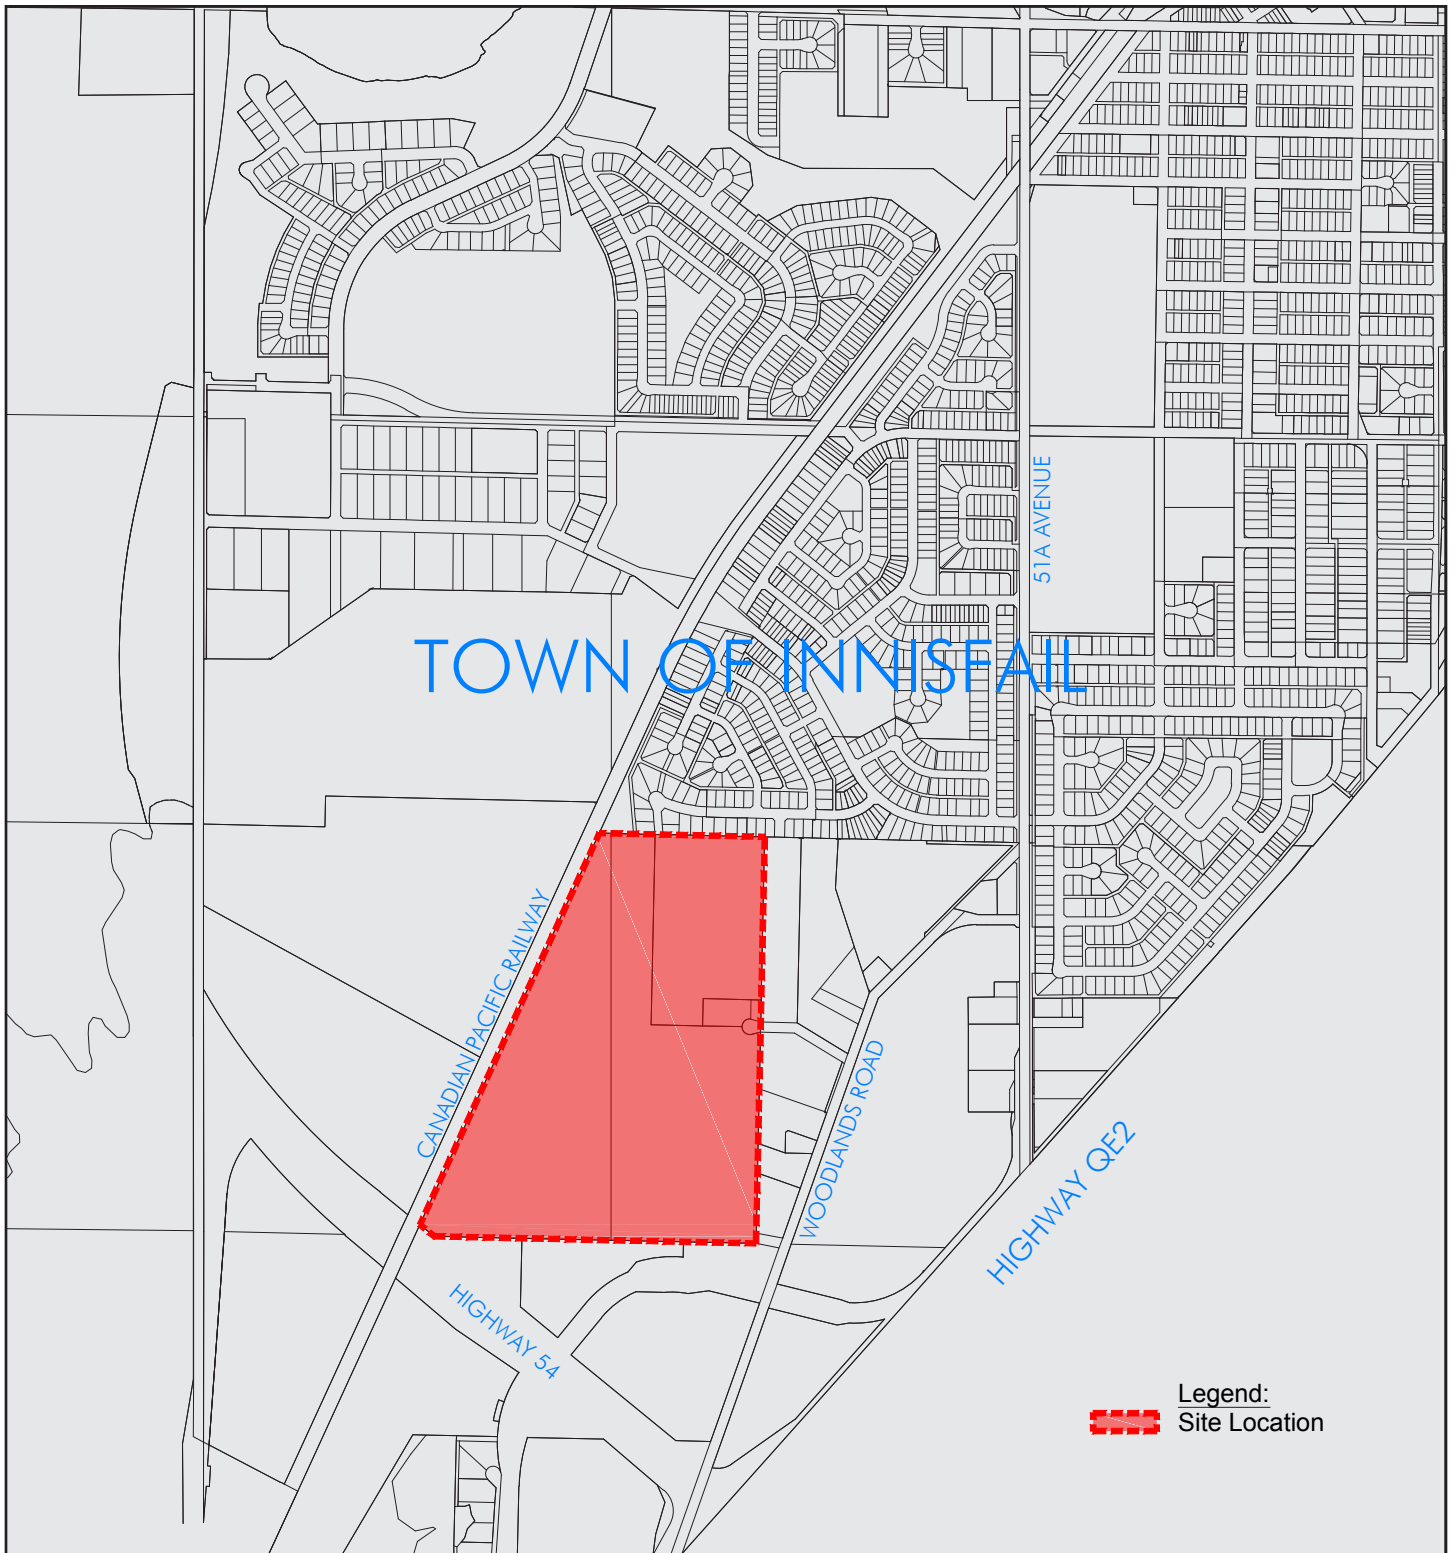 51A AVENUE
TOWN OF INNISFAIL
CANADIAN PACIFIC RAILWAY
WOODLANDS ROAD
HIGHWAY QE2
HIGHWAY 54
Legend:
Site Location